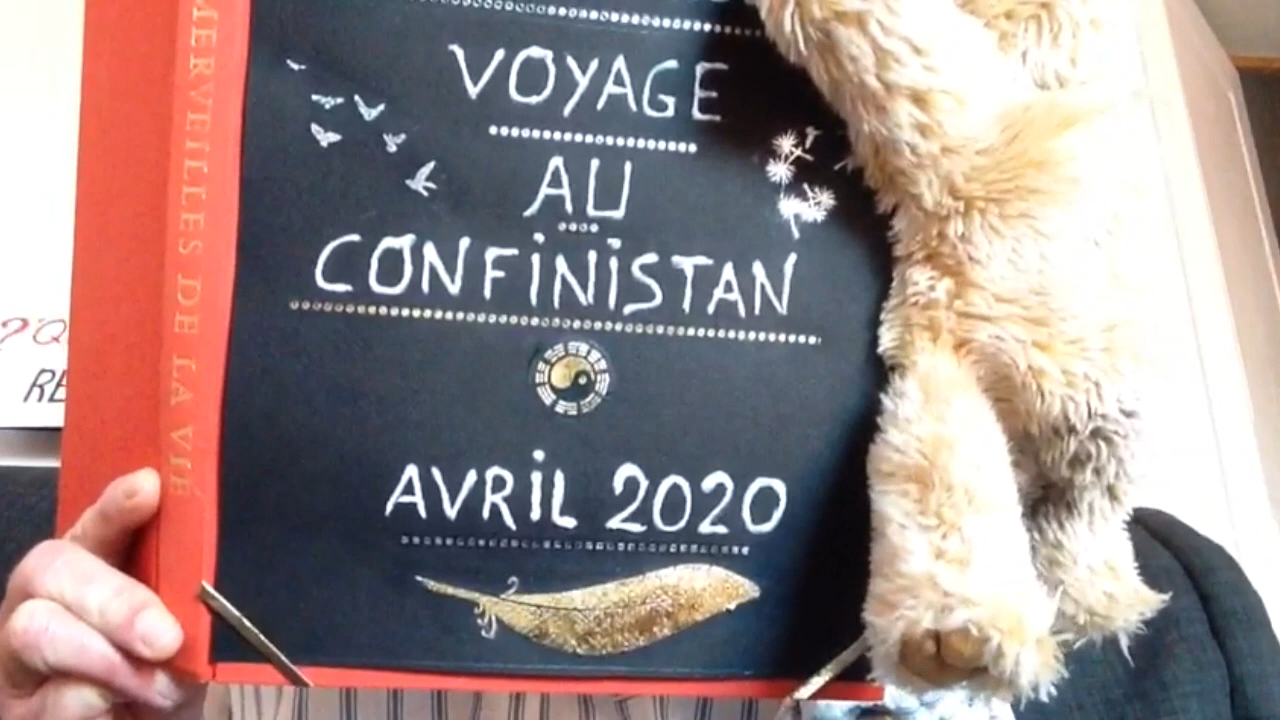 VOYAGE
AU
CONFINISTAN
AVRIL 2020
MERVEILLES DE LA VIE